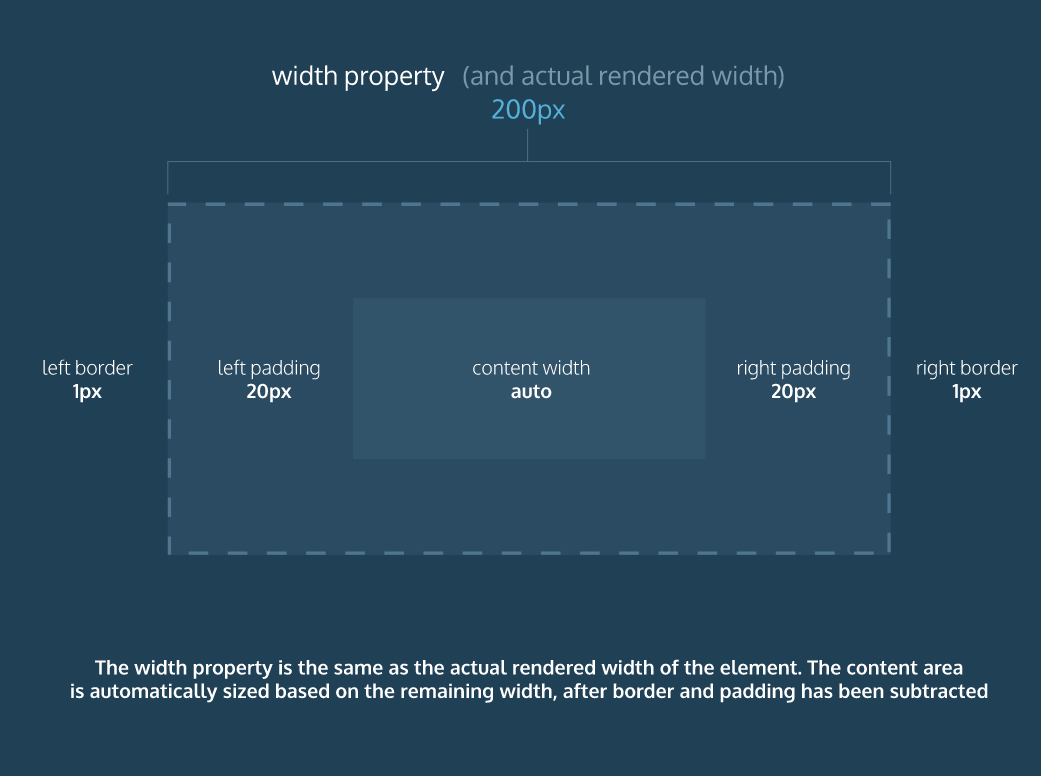 width property (and actual rendered width)
200px
left border
1px
left padding
20px
content width
auto
right padding
20px
right border
1px
The width property is the same as the actual rendered width of the element. The content area
is automatically sized based on the remaining width, after border and padding has been subtracted